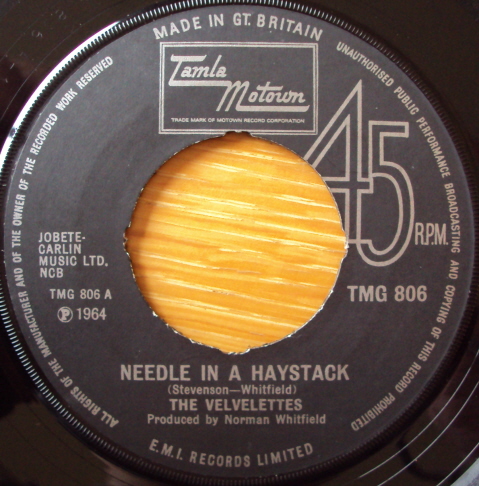 MADE IN GT. BRITAIN
UNAUTHORISED PUBLIC PERFORMANCE BROADCASTING AND COPYING OF THIS RECORD PROHIBITED
ALL RIGHTS OF THE MANUFACTURER AND OF THE OWNER OF THE RECORDED WORK RESERVED
Tamla
Motown
TRADE MARK OF MOTOWN RECORD CORPORATION
45
R.P.M.
JOBETE-
CARLIN
MUSIC LTD.
NCB
TMG 806 A
℗ 1964
TMG 806
NEEDLE IN A HAYSTACK
(Stevenson—Whitfield)
THE VELVELETTES
Produced by Norman Whitfield
E.M.I. RECORDS LIMITED